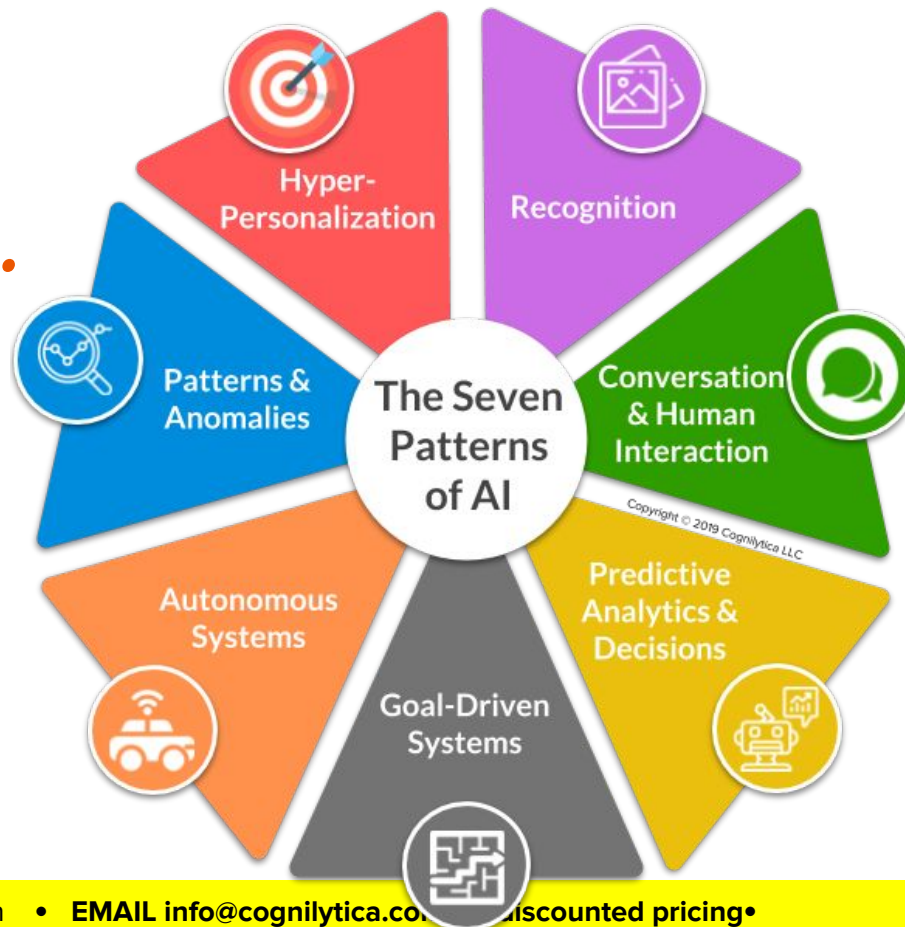 Hyper-
Personalization
Recognition
Patterns &
Anomalies
The Seven
Patterns
of AI
Conversation
& Human
Interaction
Copyright © 2019 Cognilytica LLC
Autonomous
Systems
Predictive
Analytics &
Decisions
Goal-Driven
Systems
• EMAIL info@cognilytica.co discounted pricing•